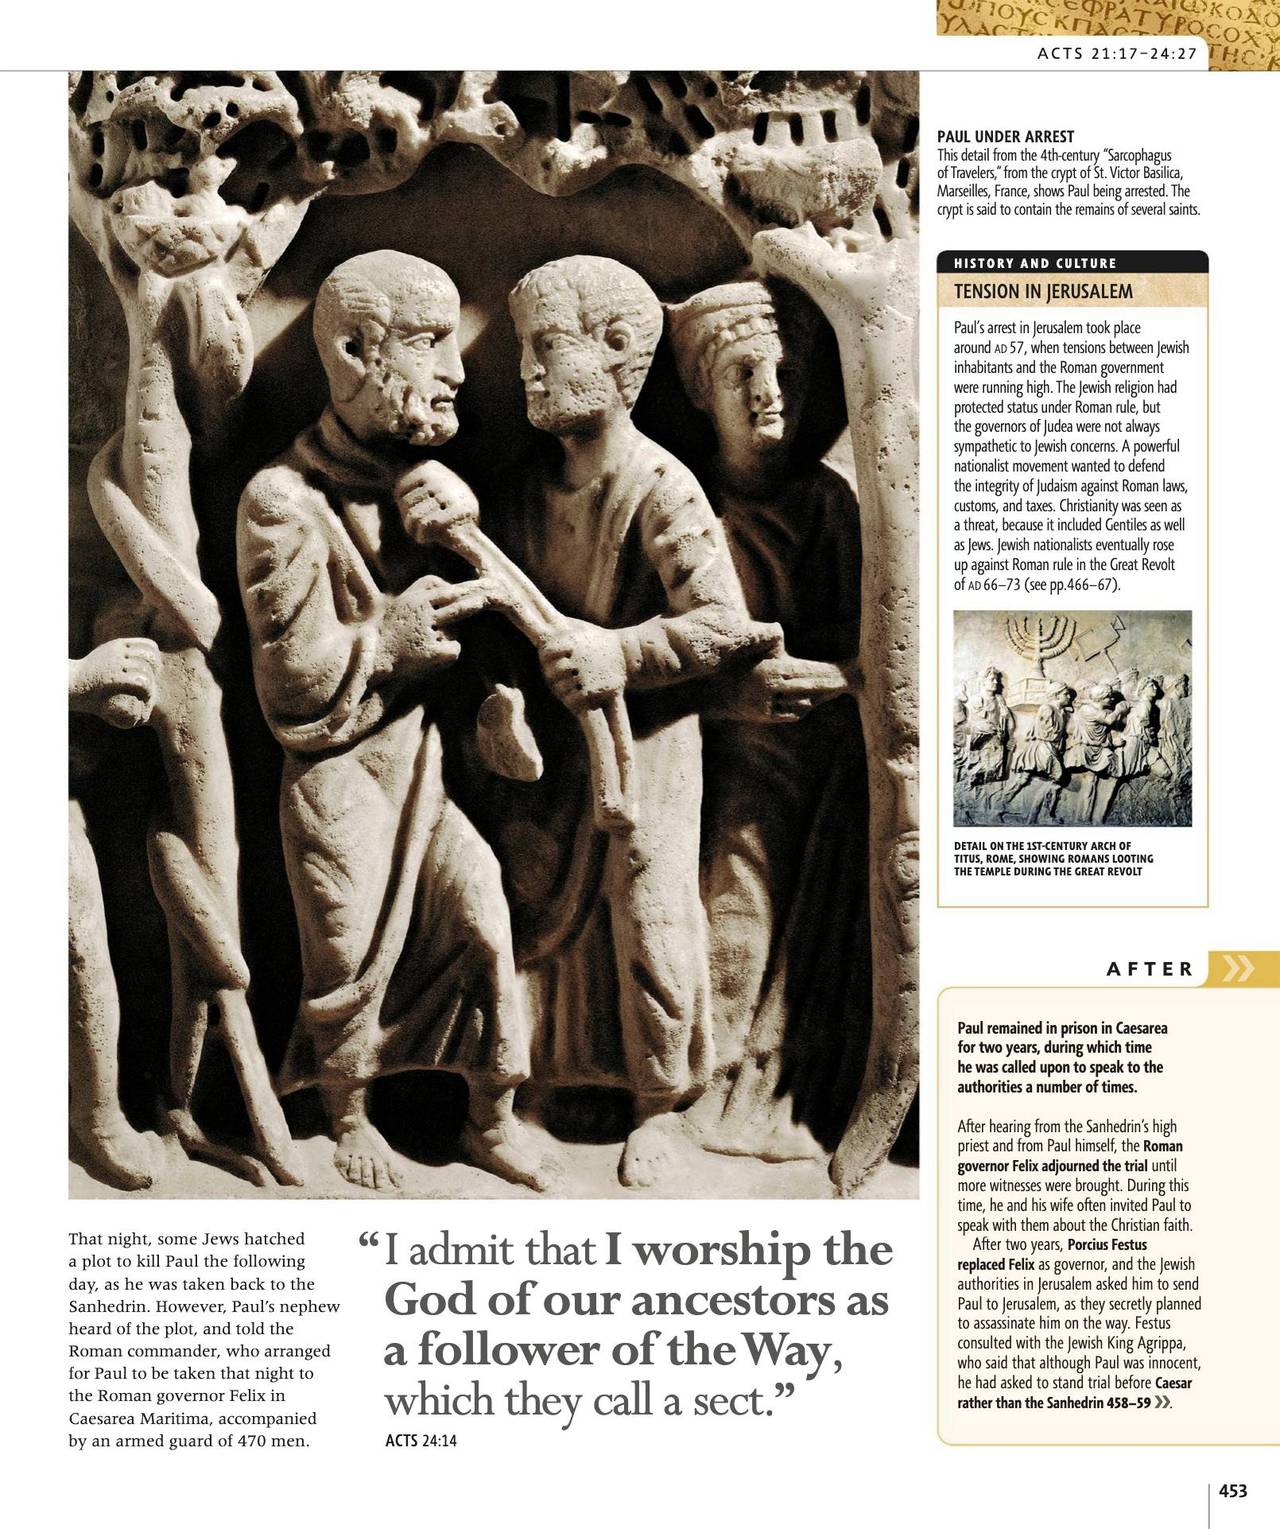 ACTS 21:17–24:27
PAUL UNDER ARREST
This detail from the 4th-century “Sarcophagus
of Travelers,” from the crypt of St. Victor Basilica,
Marseilles, France, shows Paul being arrested. The
crypt is said to contain the remains of several saints.
HISTORY AND CULTURE
TENSION IN JERUSALEM
Paul’s arrest in Jerusalem took place
around AD 57, when tensions between Jewish
inhabitants and the Roman government
were running high. The Jewish religion had
protected status under Roman rule, but
the governors of Judea were not always
sympathetic to Jewish concerns. A powerful
nationalist movement wanted to defend
the integrity of Judaism against Roman laws,
customs, and taxes. Christianity was seen as
a threat, because it included Gentiles as well
as Jews. Jewish nationalists eventually rose
up against Roman rule in the Great Revolt
of AD 66–73 (see pp.466–67).
DETAIL ON THE 1ST-CENTURY ARCH OF
TITUS, ROME, SHOWING ROMANS LOOTING
THE TEMPLE DURING THE GREAT REVOLT
That night, some Jews hatched
a plot to kill Paul the following
day, as he was taken back to the
Sanhedrin. However, Paul’s nephew
heard of the plot, and told the
Roman commander, who arranged
for Paul to be taken that night to
the Roman governor Felix in
Caesarea Maritima, accompanied
by an armed guard of 470 men.
“I admit that I worship the
God of our ancestors as
a follower of the Way,
which they call a sect.”
ACTS 24:14
AFTER »
Paul remained in prison in Caesarea
for two years, during which time
he was called upon to speak to the
authorities a number of times.
After hearing from the Sanhedrin’s high
priest and from Paul himself, the Roman
governor Felix adjourned the trial until
more witnesses were brought. During this
time, he and his wife often invited Paul to
speak with them about the Christian faith.
After two years, Porcius Festus
replaced Felix as governor, and the Jewish
authorities in Jerusalem asked him to send
Paul to Jerusalem, as they secretly planned
to assassinate him on the way. Festus
consulted with the Jewish King Agrippa,
who said that although Paul was innocent,
he had asked to stand trial before Caesar
rather than the Sanhedrin 458–59 ».
453